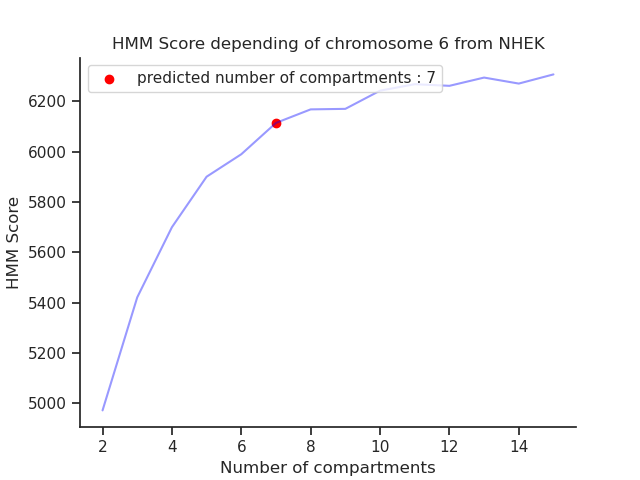 HMM Score depending of chromosome 6 from NHEK
predicted number of compartments : 7
6200
6000
5800
5600
5400
5200
5000
HMM Score
2 4 6 8 10 12 14
Number of compartments